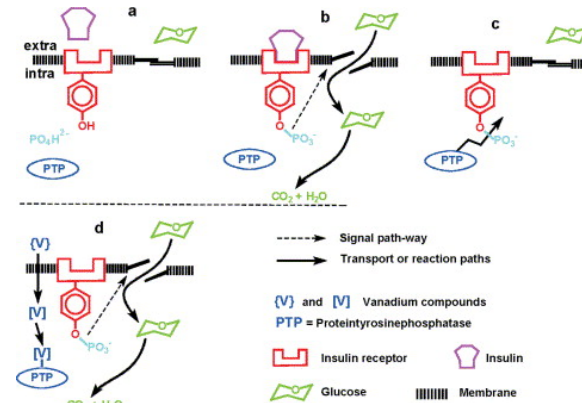 a
extra
intra
OH
PO4H2-
PTP
b
O
O
PO3-
PTP
O
CO2 + H2O
c
O
O
PO3-
PTP
d
{V}
[V]
[V]
PTP
O
O
PO3-
O
Signal path-way
Transport or reaction paths
{V} and [V] Vanadium compounds
PTP = Proteintyrosinephosphatase
Insulin receptor
Insulin
Glucose
Membrane